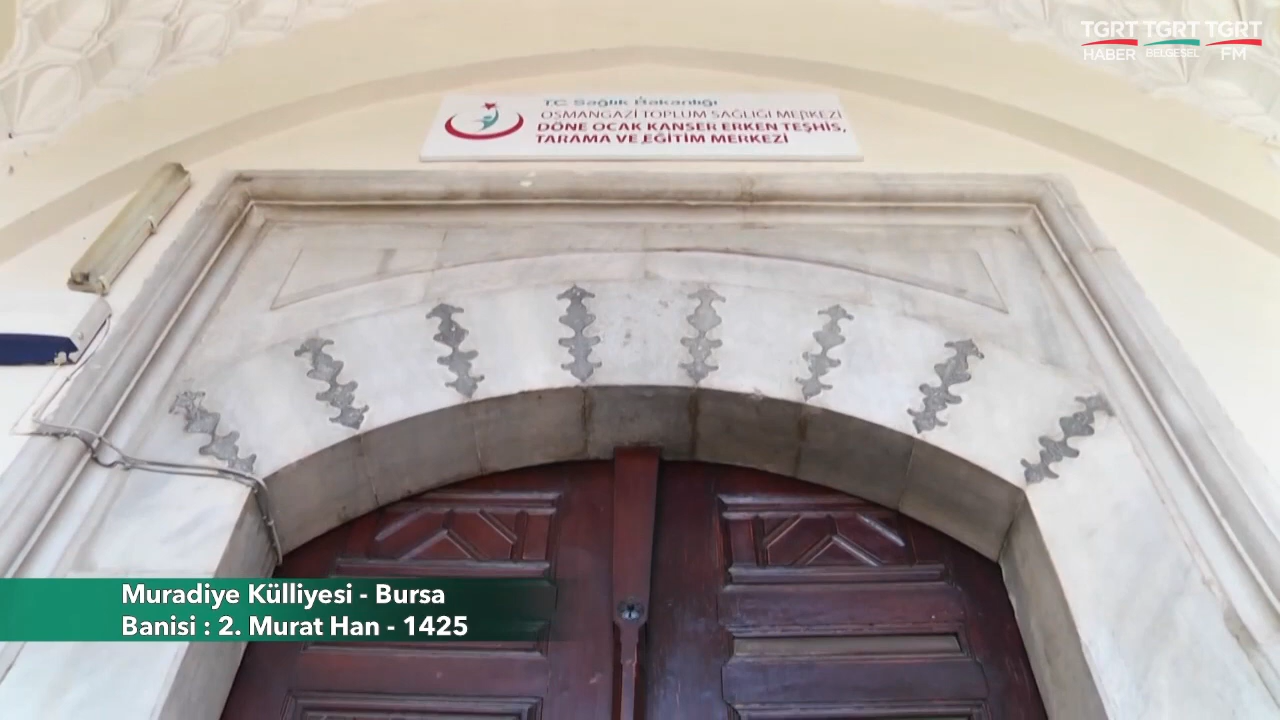 TGRT HABER
TGRT BELGESEL
TGRT FM
TC Sağlık Bakanlığı
OSMANGAZİ TOPLUM SAĞLIĞI MERKEZİ
DÖNE OCAK KANSER ERKEN TEŞHİS,
TARAMA VE EĞİTİM MERKEZİ
Muradiye Külliyesi - Bursa
Banisi : 2. Murat Han - 1425